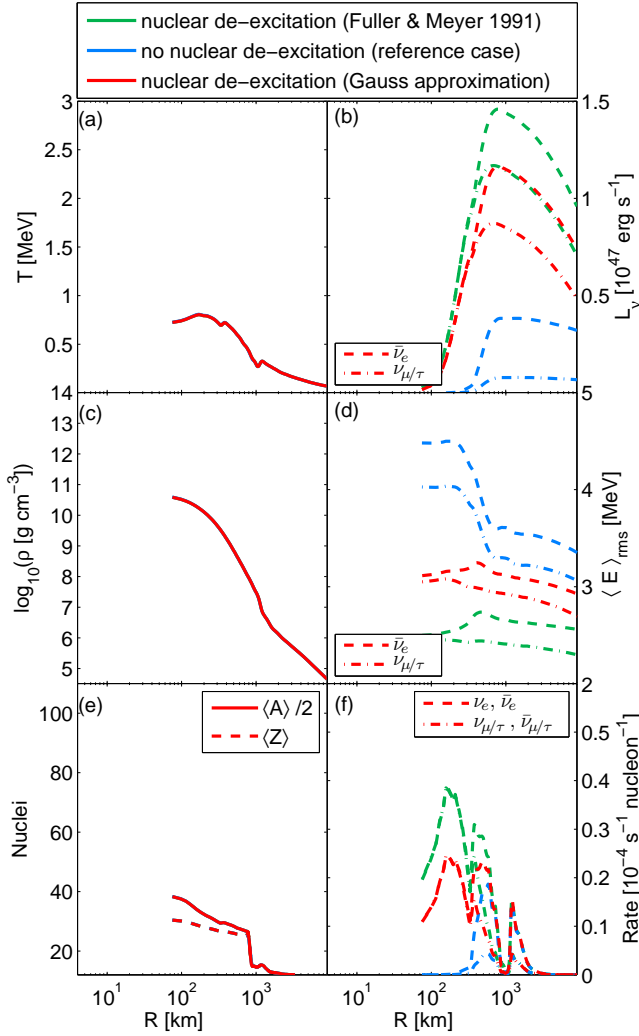 nuclear de−excitation (Fuller & Meyer 1991)
no nuclear de−excitation (reference case)
nuclear de−excitation (Gauss approximation)
(a)
3
2.5
2
1.5
1
0.5
T [MeV]
(b)
1.5
1
0.5
L_ν [10^47 erg s^−1]
ν̄_e
ν_μ/τ
(c)
14
13
12
11
10
9
8
7
6
5
log_10(ρ [g cm^−3])
(d)
5
4
3
2
⟨ E ⟩_rms [MeV]
ν̄_e
ν_μ/τ
(e)
100
80
60
40
20
Nuclei
⟨A⟩ /2
⟨Z⟩
(f)
ν_e, ν̄_e
ν_μ/τ , ν̄_μ/τ
0.5
0.4
0.3
0.2
0.1
0
Rate [10^−4 s^−1 nucleon^−1]
10^1 10^2 10^3
R [km]
10^1 10^2 10^3
R [km]